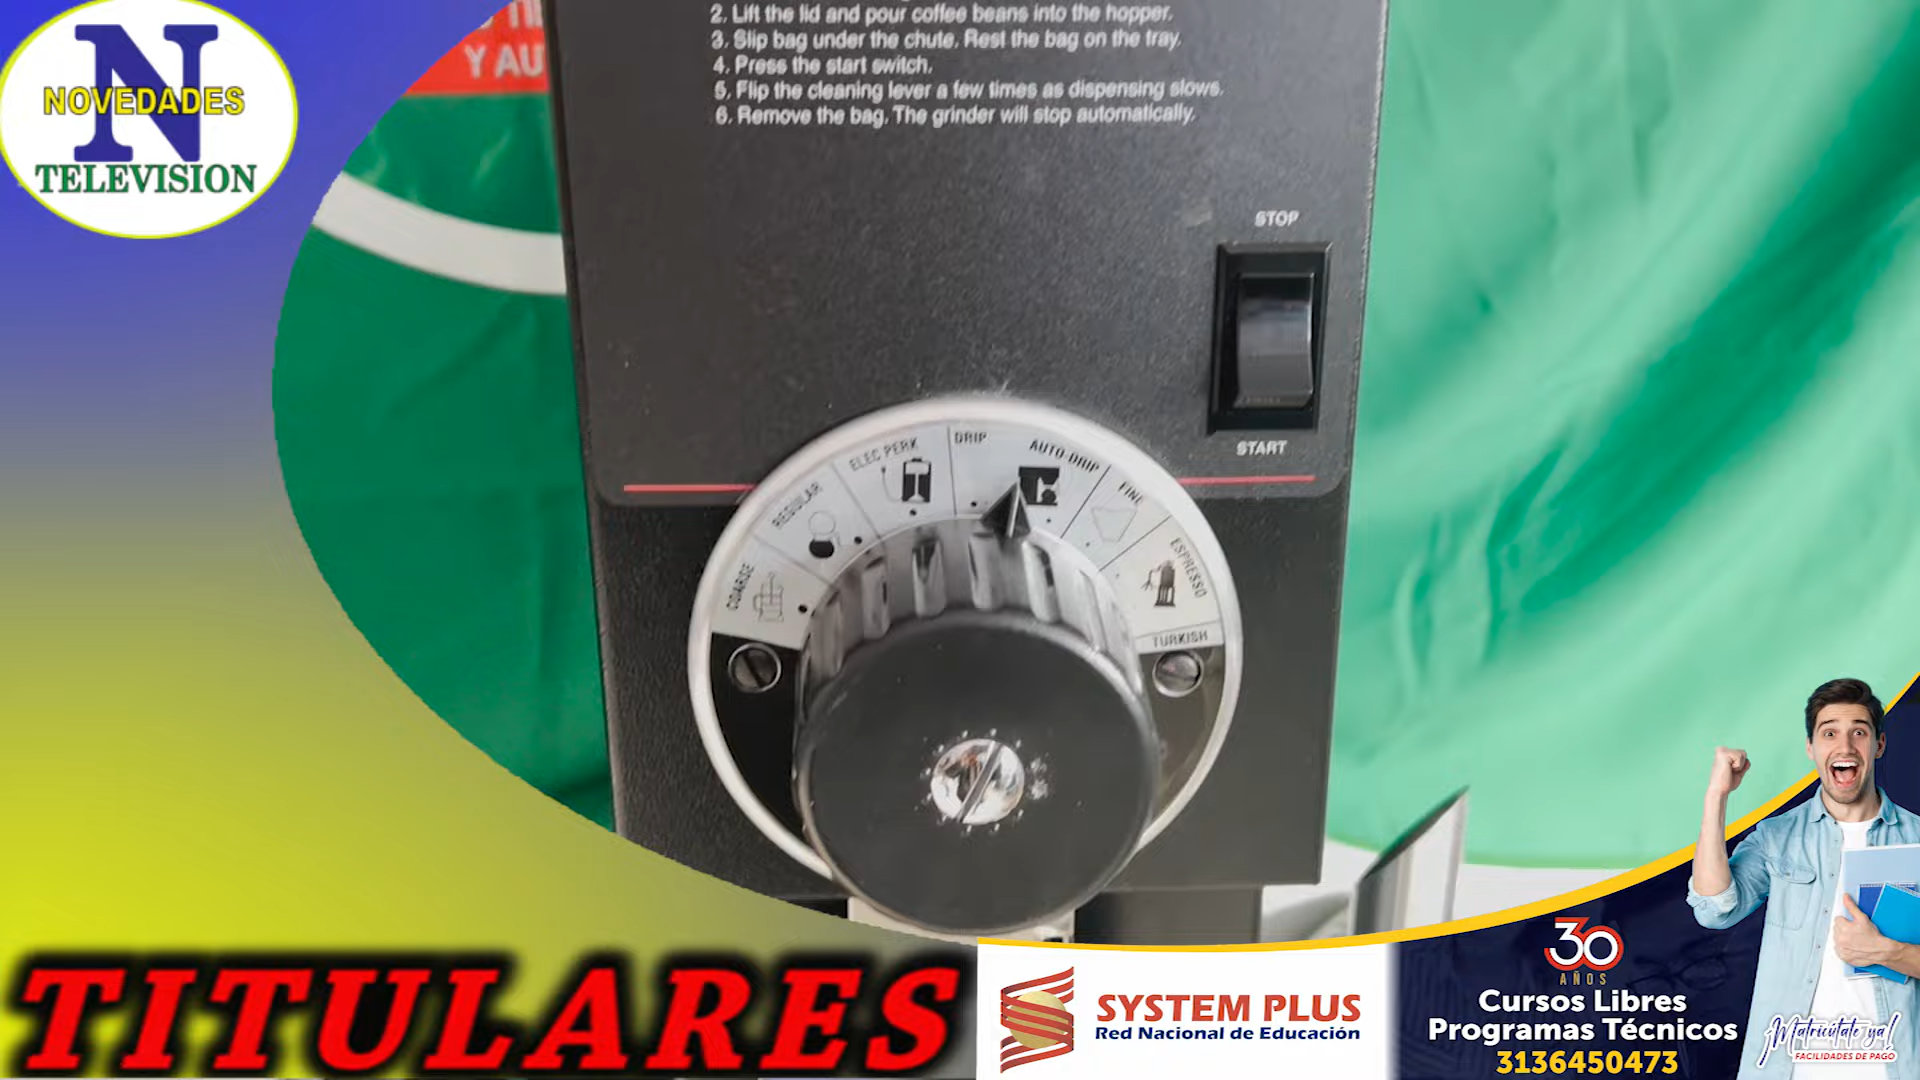 NOVEDADES
TELEVISION
Y AU
2. Lift the lid and pour coffee beans into the hopper.
3. Slip bag under the chute. Rest the bag on the tray.
4. Press the start switch.
5. Flip the cleaning lever a few times as dispensing slows.
6. Remove the bag. The grinder will stop automatically.
STOP
START
COARSE
REGULAR
ELEC PERK
DRIP
AUTO-DRIP
FINE
ESPRESSO
TURKISH
TITULARES
SYSTEM PLUS
Red Nacional de Educación
30
AÑOS
Cursos Libres
Programas Técnicos
3136450473
¡Matricúlate ya!
FACILIDADES DE PAGO